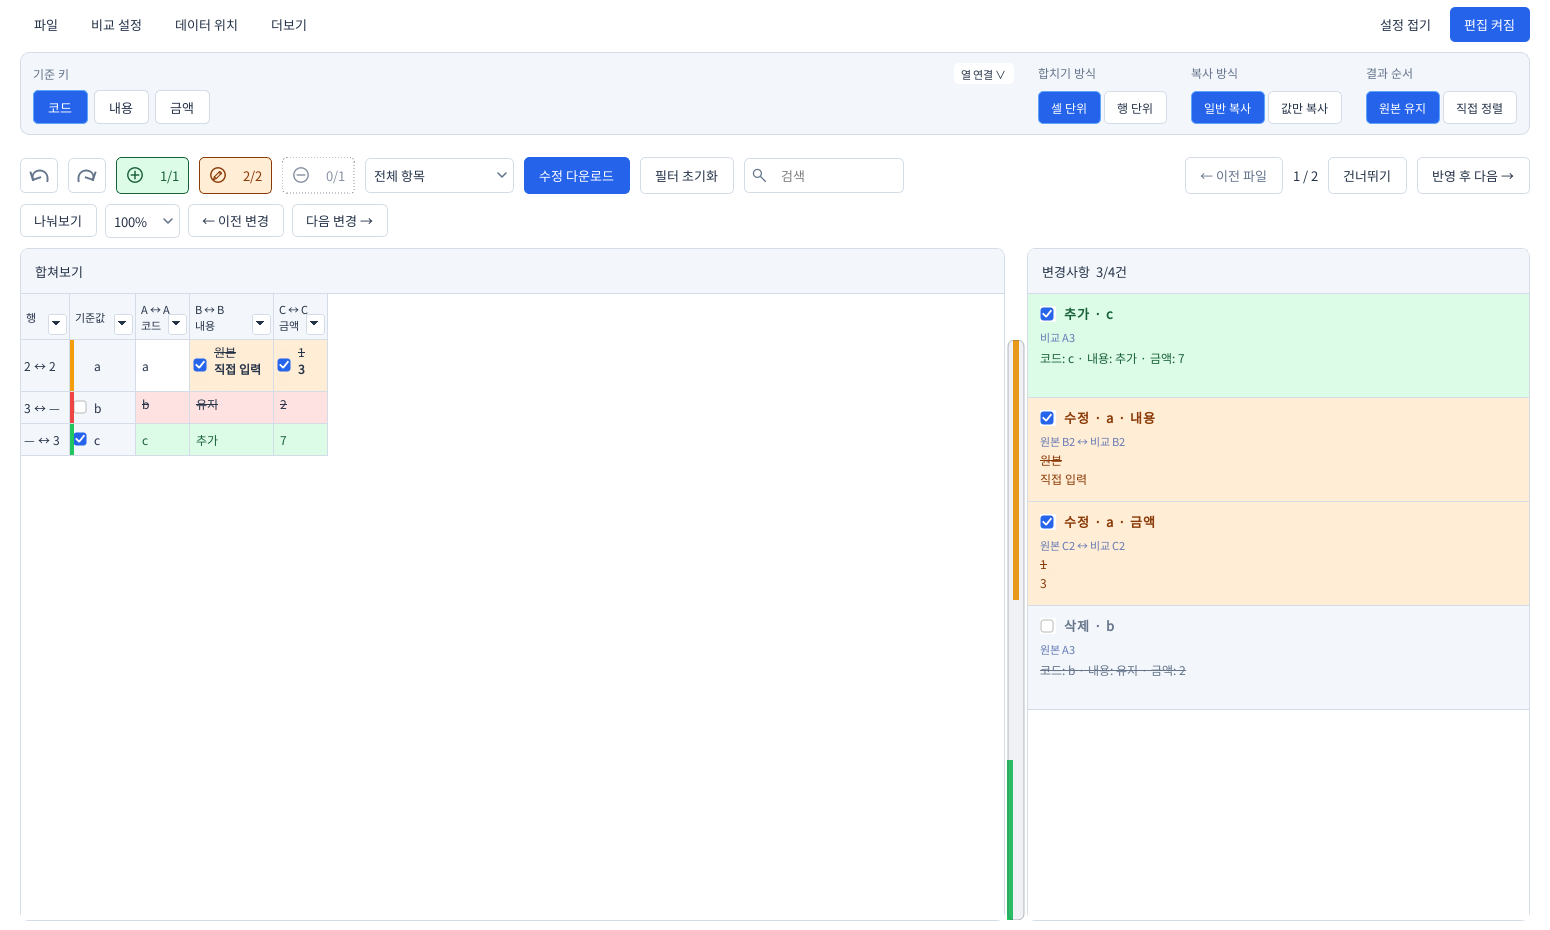 파일 비교 설정 데이터 위치 더보기 설정 접기 편집 켜짐
기준 키 열 연결 ∨ 합치기 방식 복사 방식 결과 순서
코드 내용 금액 셀 단위 행 단위 일반 복사 값만 복사 원본 유지 직접 정렬
1/1 2/2 0/1 전체 항목 수정 다운로드 필터 초기화 검색 ← 이전 파일 1 / 2 건너뛰기 반영 후 다음 →
나눠보기 100% ← 이전 변경 다음 변경 →
합쳐보기
행 기준값 A ↔ A 코드 B ↔ B 내용 C ↔ C 금액
2 ↔ 2 a a 원본 직접 입력 1 3
3 ↔ — b b 유지 2
— ↔ 3 c c 추가 7
변경사항 3/4건
추가 · c
비교 A3
코드: c · 내용: 추가 · 금액: 7
수정 · a · 내용
원본 B2 ↔ 비교 B2
원본
직접 입력
수정 · a · 금액
원본 C2 ↔ 비교 C2
1
3
삭제 · b
원본 A3
코드: b · 내용: 유지 · 금액: 2